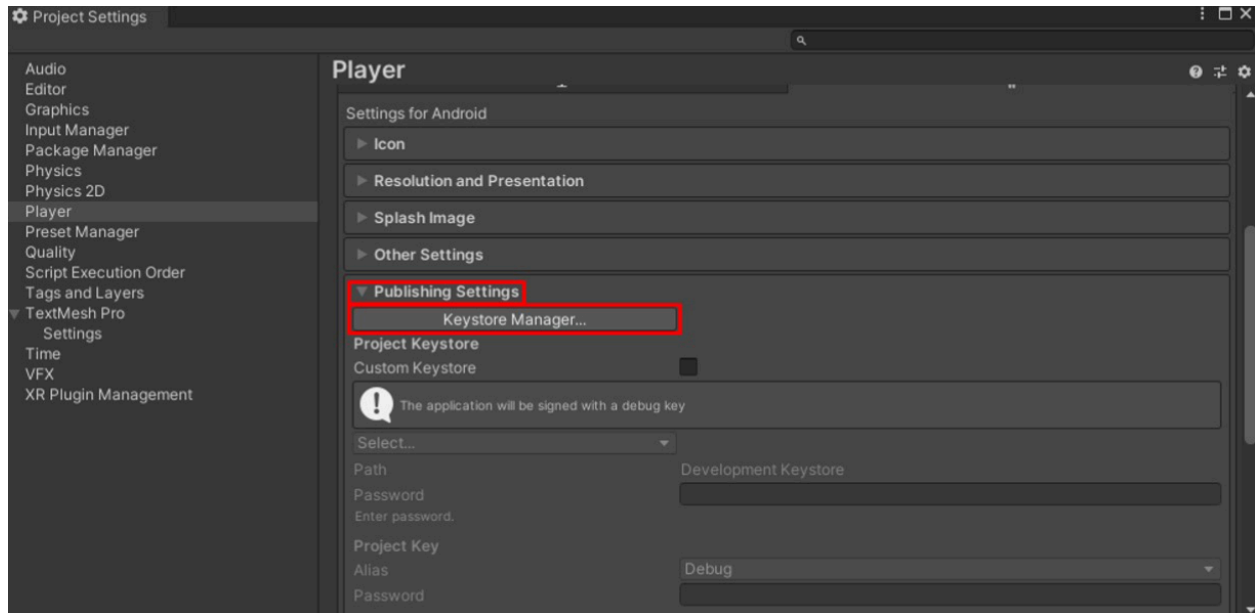 Project Settings
Audio
Editor
Graphics
Input Manager
Package Manager
Physics
Physics 2D
Player
Preset Manager
Quality
Script Execution Order
Tags and Layers
TextMesh Pro
Settings
Time
VFX
XR Plugin Management
Player
Settings for Android
Icon
Resolution and Presentation
Splash Image
Other Settings
Publishing Settings
Keystore Manager...
Project Keystore
Custom Keystore
The application will be signed with a debug key
Select...
Path Development Keystore
Password
Enter password.
Project Key
Alias Debug
Password